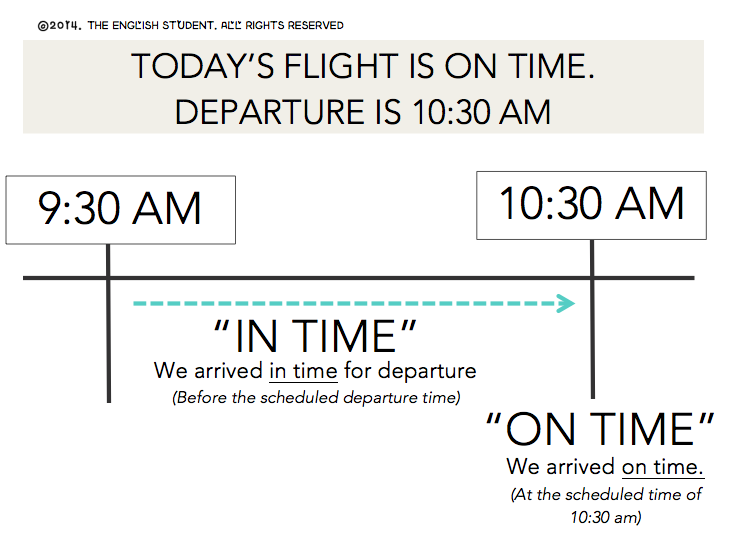 ©2014. THE ENGLISH STUDENT. ALL RIGHTS RESERVED
TODAY'S FLIGHT IS ON TIME.
DEPARTURE IS 10:30 AM
9:30 AM
10:30 AM
“IN TIME”
We arrived in time for departure
(Before the scheduled departure time)
“ON TIME”
We arrived on time.
(At the scheduled time of
10:30 am)